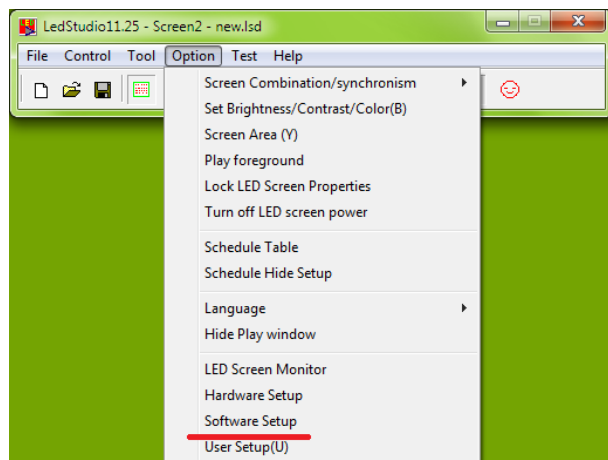 LedStudio11.25 - Screen2 - new.lsd
File Control Tool Option Test Help
Screen Combination/synchronism
Set Brightness/Contrast/Color(B)
Screen Area (Y)
Play foreground
Lock LED Screen Properties
Turn off LED screen power
Schedule Table
Schedule Hide Setup
Language
Hide Play window
LED Screen Monitor
Hardware Setup
Software Setup
User Setup(U)